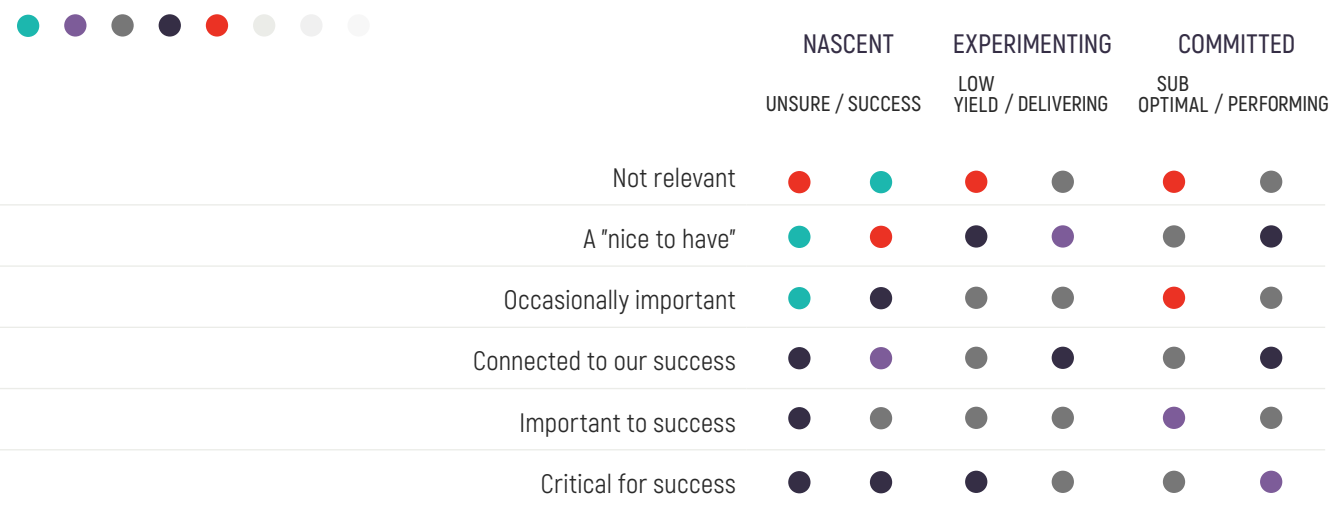 NASCENT EXPERIMENTING COMMITTED
LOW SUB
UNSURE / SUCCESS YIELD / DELIVERING OPTIMAL / PERFORMING
Not relevant
A "nice to have"
Occasionally important
Connected to our success
Important to success
Critical for success